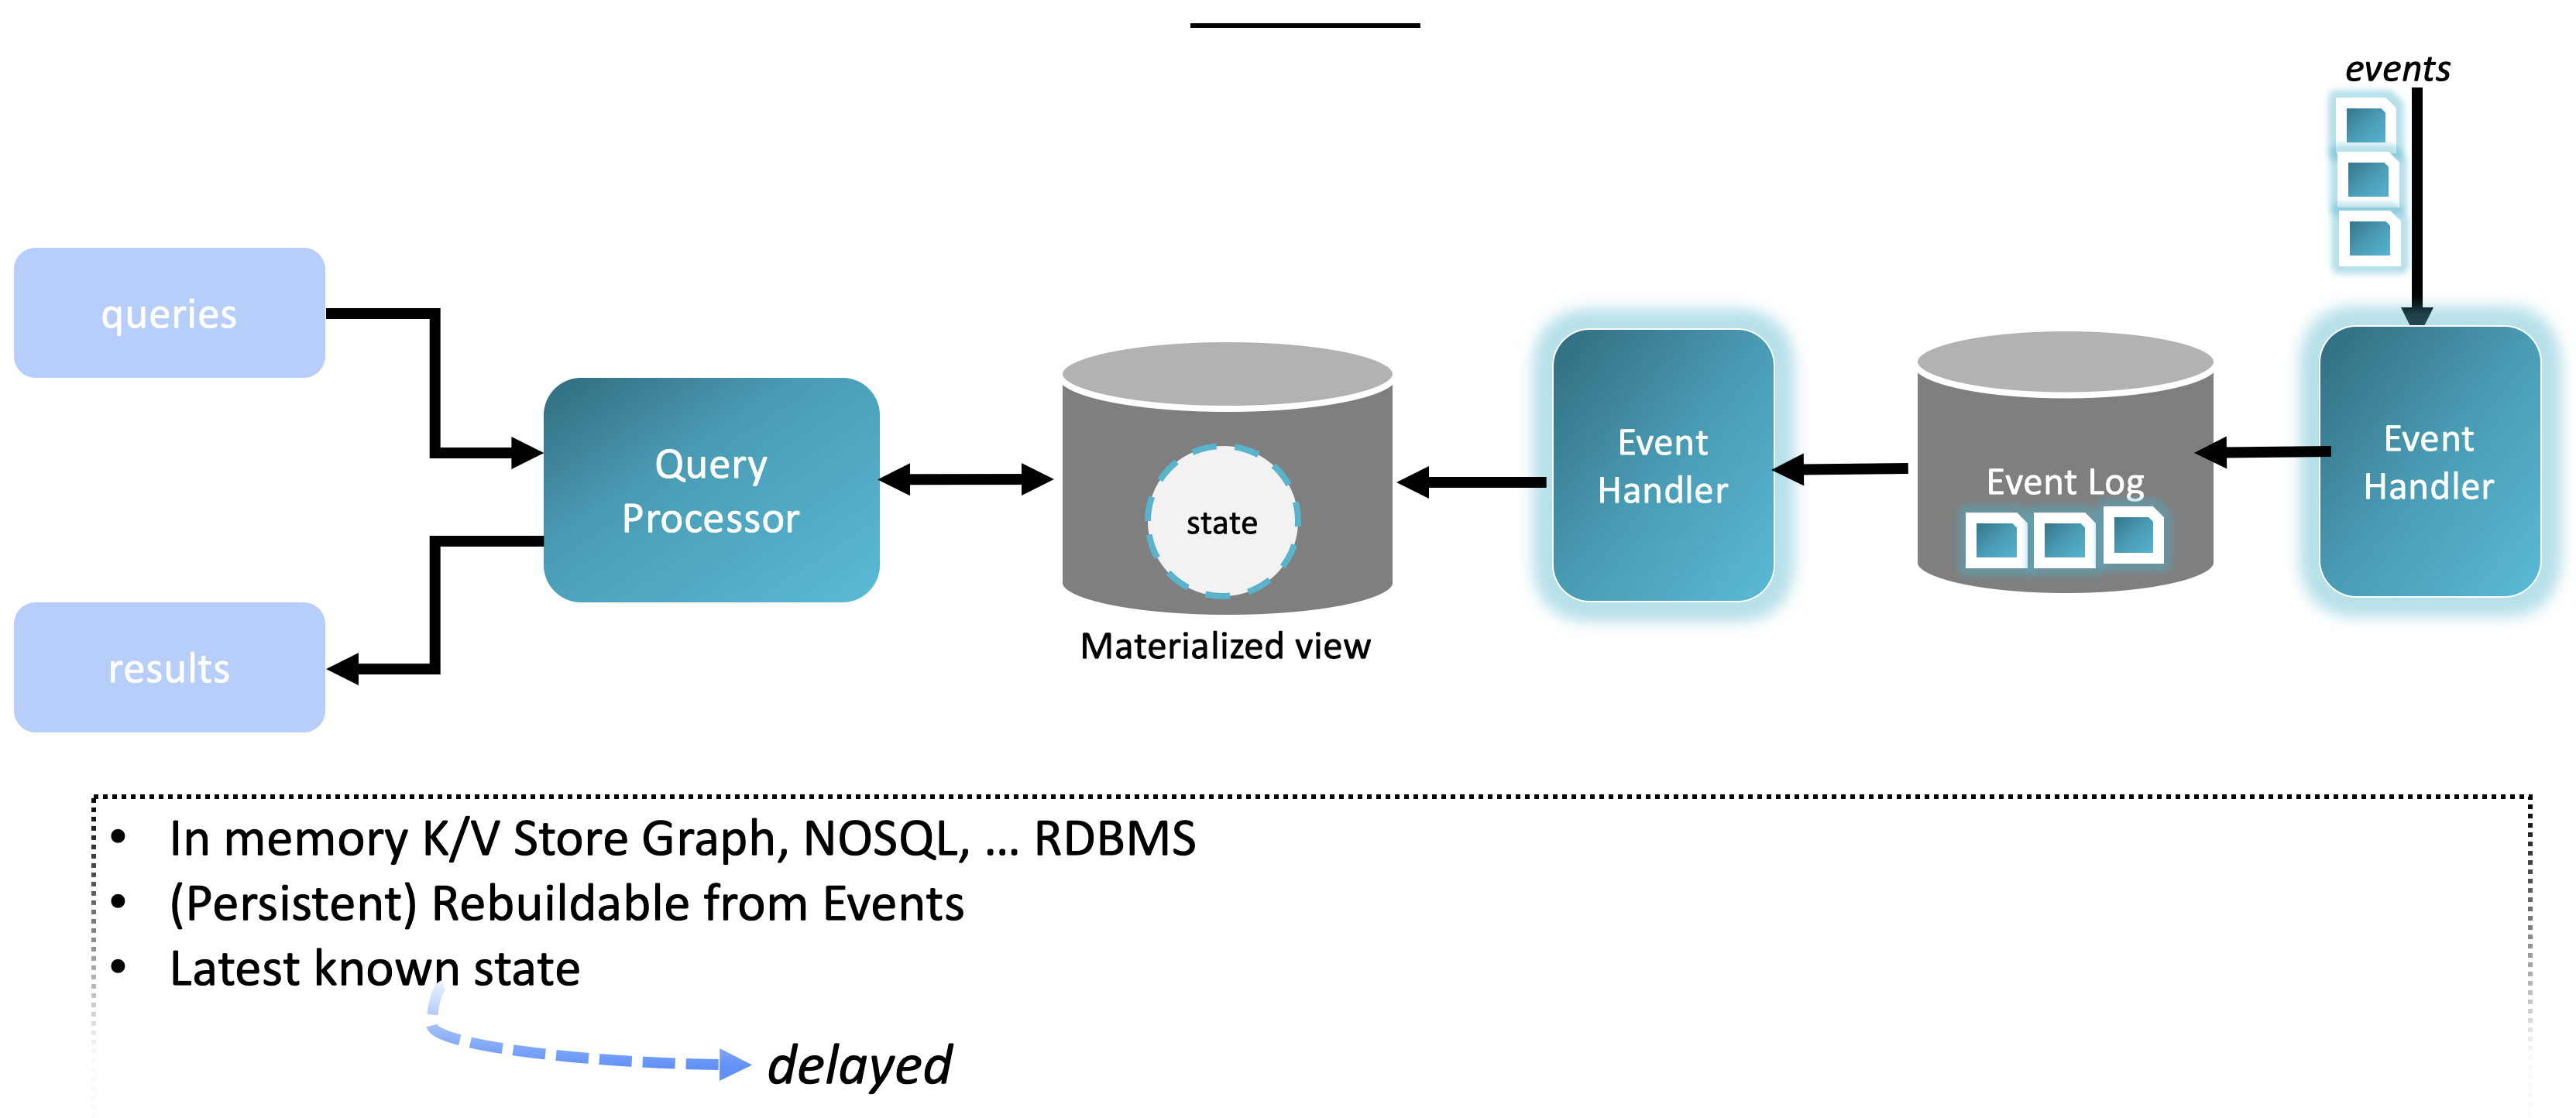 events
queries
Query
Processor
results
state
Materialized view
Event
Handler
Event Log
Event
Handler
• In memory K/V Store Graph, NOSQL, ... RDBMS
• (Persistent) Rebuildable from Events
• Latest known state
delayed